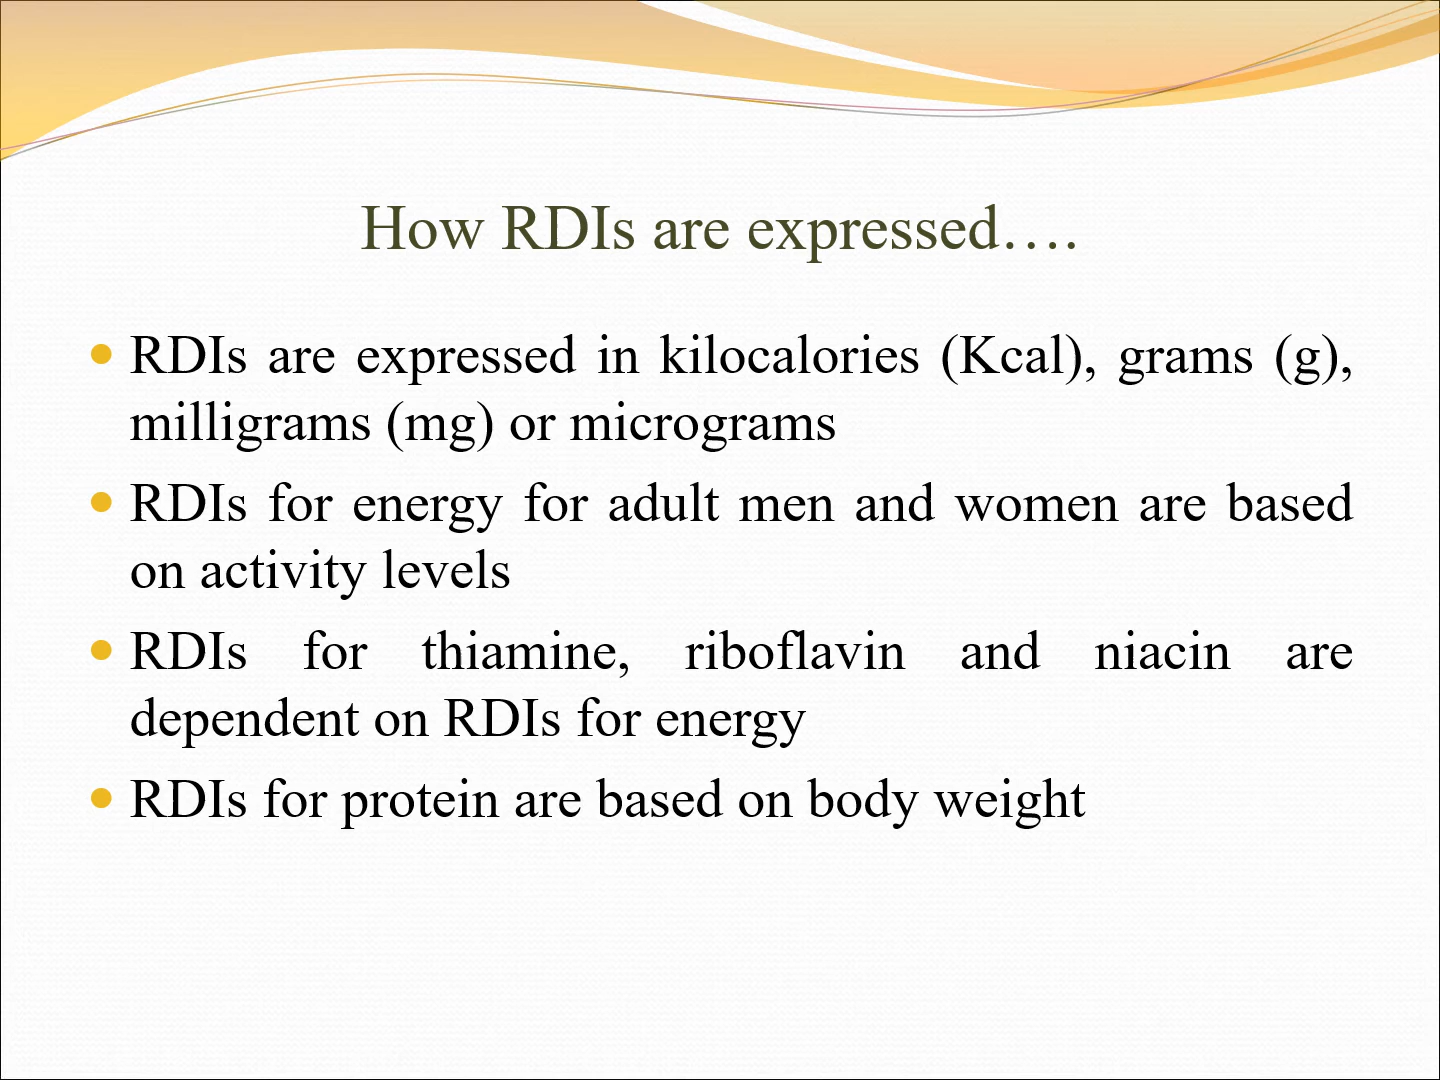 How RDIs are expressed....
RDIs are expressed in kilocalories (Kcal), grams (g),
milligrams (mg) or micrograms
RDIs for energy for adult men and women are based
on activity levels
RDIs for thiamine, riboflavin and niacin are
dependent on RDIs for energy
RDIs for protein are based on body weight